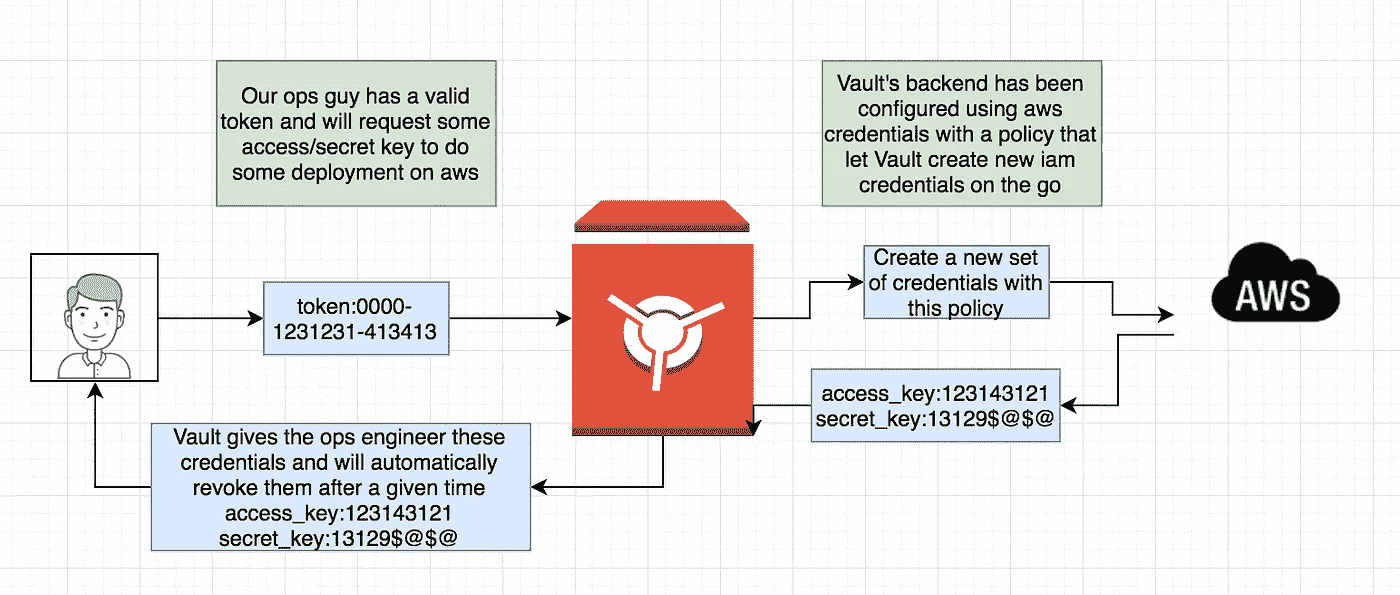 Our ops guy has a valid
token and will request some
access/secret key to do
some deployment on aws
Vault's backend has been
configured using aws
credentials with a policy that
let Vault create new iam
credentials on the go
token:0000-
1231231-413413
Create a new set
of credentials with
this policy
AWS
access_key:123143121
secret_key:13129$@$@
Vault gives the ops engineer these
credentials and will automatically
revoke them after a given time
access_key:123143121
secret_key:13129$@$@